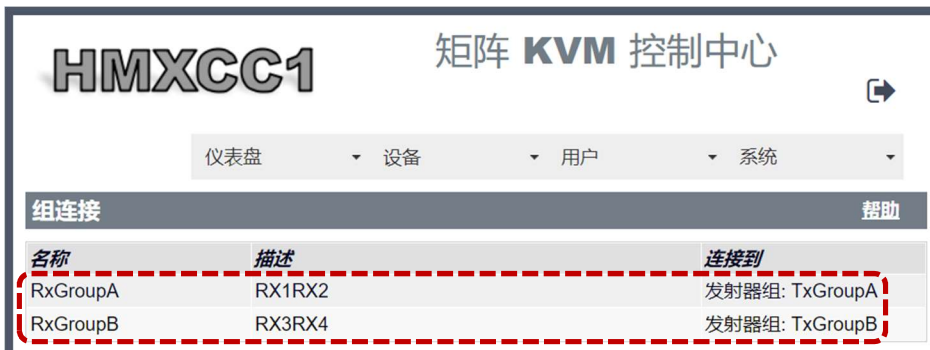 HMXCC1
矩阵 KVM 控制中心
仪表盘 设备 用户 系统
组连接 帮助
名称 描述 连接到
RxGroupA RX1RX2 发射器组: TxGroupA
RxGroupB RX3RX4 发射器组: TxGroupB